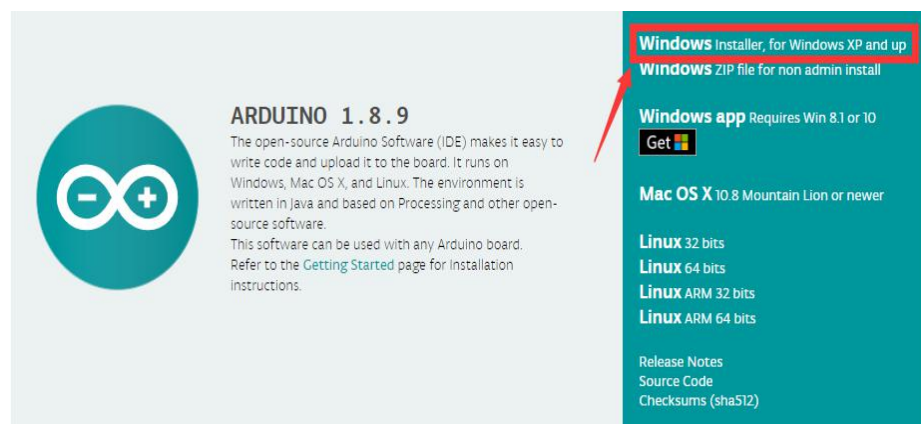 ARDUINO 1.8.9
The open-source Arduino Software (IDE) makes it easy to
write code and upload it to the board. It runs on
Windows, Mac OS X, and Linux. The environment is
written in Java and based on Processing and other open-
source software.
This software can be used with any Arduino board.
Refer to the Getting Started page for Installation
instructions.
Windows Installer, for Windows XP and up
Windows ZIP file for non admin install
Windows app Requires Win 8.1 or 10
Get
Mac OS X 10.8 Mountain Lion or newer
Linux 32 bits
Linux 64 bits
Linux ARM 32 bits
Linux ARM 64 bits
Release Notes
Source Code
Checksums (sha512)